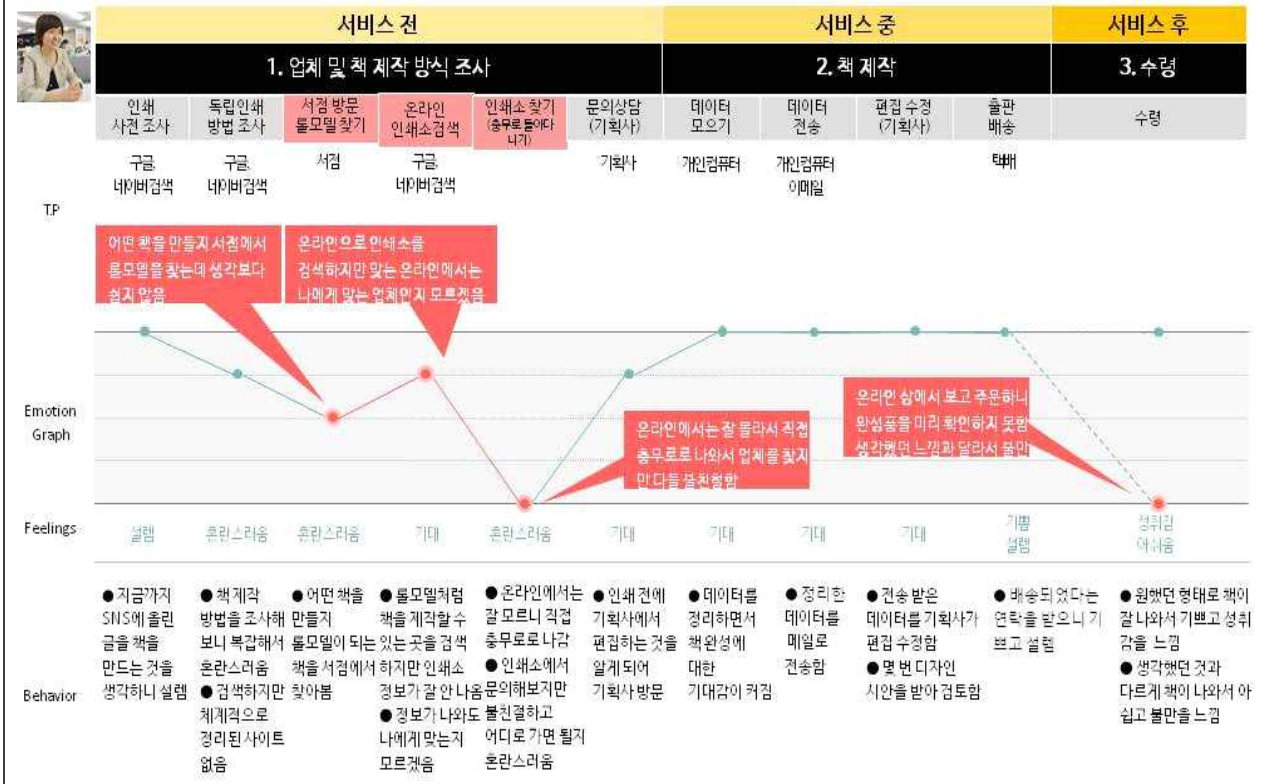 서비스 전
서비스 중
서비스 후
1. 업체 및 책 제작 방식 조사
2. 책 제작
3. 수령
인쇄
사전 조사
독립인쇄
방법 조사
서점 방문
롤모델 찾기
온라인
인쇄소검색
인쇄소 찾기
(충무로 돌아다
니기)
문의상담
(기획사)
데이터
모으기
데이터
전송
편집 수정
(기획사)
출판
배송
수령
T.P
구글,
네이버검색
구글,
네이버검색
서점
구글,
네이버검색
기획사
개인컴퓨터
개인컴퓨터
이메일
택배
어떤 책을 만들지 서점에서
롤모델을 찾는데 생각보다
쉽지 않음
온라인으로 인쇄소를
검색하지만 맞는 온라인에서는
나에게 맞는 업체인지 모르겠음
Emotion
Graph
온라인에서는 잘 몰라서 직접
충무로로 나와서 업체를 찾지
만 다들 불친절함
온라인 상에서 보고 주문하니
완성품을 미리 확인하지 못함
생각했던 느낌과 달라서 불만
Feelings
설렘
혼란스러움
혼란스러움
기대
혼란스러움
기대
기대
기대
기대
기쁨
설렘
성취감
아쉬움
Behavior
● 지금까지
SNS에 올린
글을 책을
만드는 것을
생각하니 설렘
● 책 제작
방법을 조사해
보니 복잡해서
혼란스러움
● 검색하지만
체계적으로
정리된 사이트
없음
● 어떤 책을
만들지
롤모델이 되는
책을 서점에서
찾아봄
● 롤모델처럼
책을 제작할 수
있는 곳을 검색
하지만 인쇄소
정보가 잘 안 나옴
● 정보가 나와도
나에게 맞는지
모르겠음
● 온라인에서는
잘 모르니 직접
충무로로 나감
● 인쇄소에서
문의해보지만
불친절하고
어디로 가면 될지
혼란스러움
● 인쇄 전에
기획사에서
편집하는 것을
알게 되어
기획사 방문
● 데이터를
정리하면서
책 완성에
대한
기대감이 커짐
● 정리한
데이터를
메일로
전송함
● 전송 받은
데이터를 기획사가
편집 수정함
● 몇 번 디자인
시안을 받아 검토함
● 배송되었다는
연락을 받으니 기
쁘고 설렘
● 원했던 형태로 책이
잘 나와서 기쁘고 성취
감을 느낌
● 생각했던 것과
다르게 책이 나와서 아
쉽고 불만을 느낌